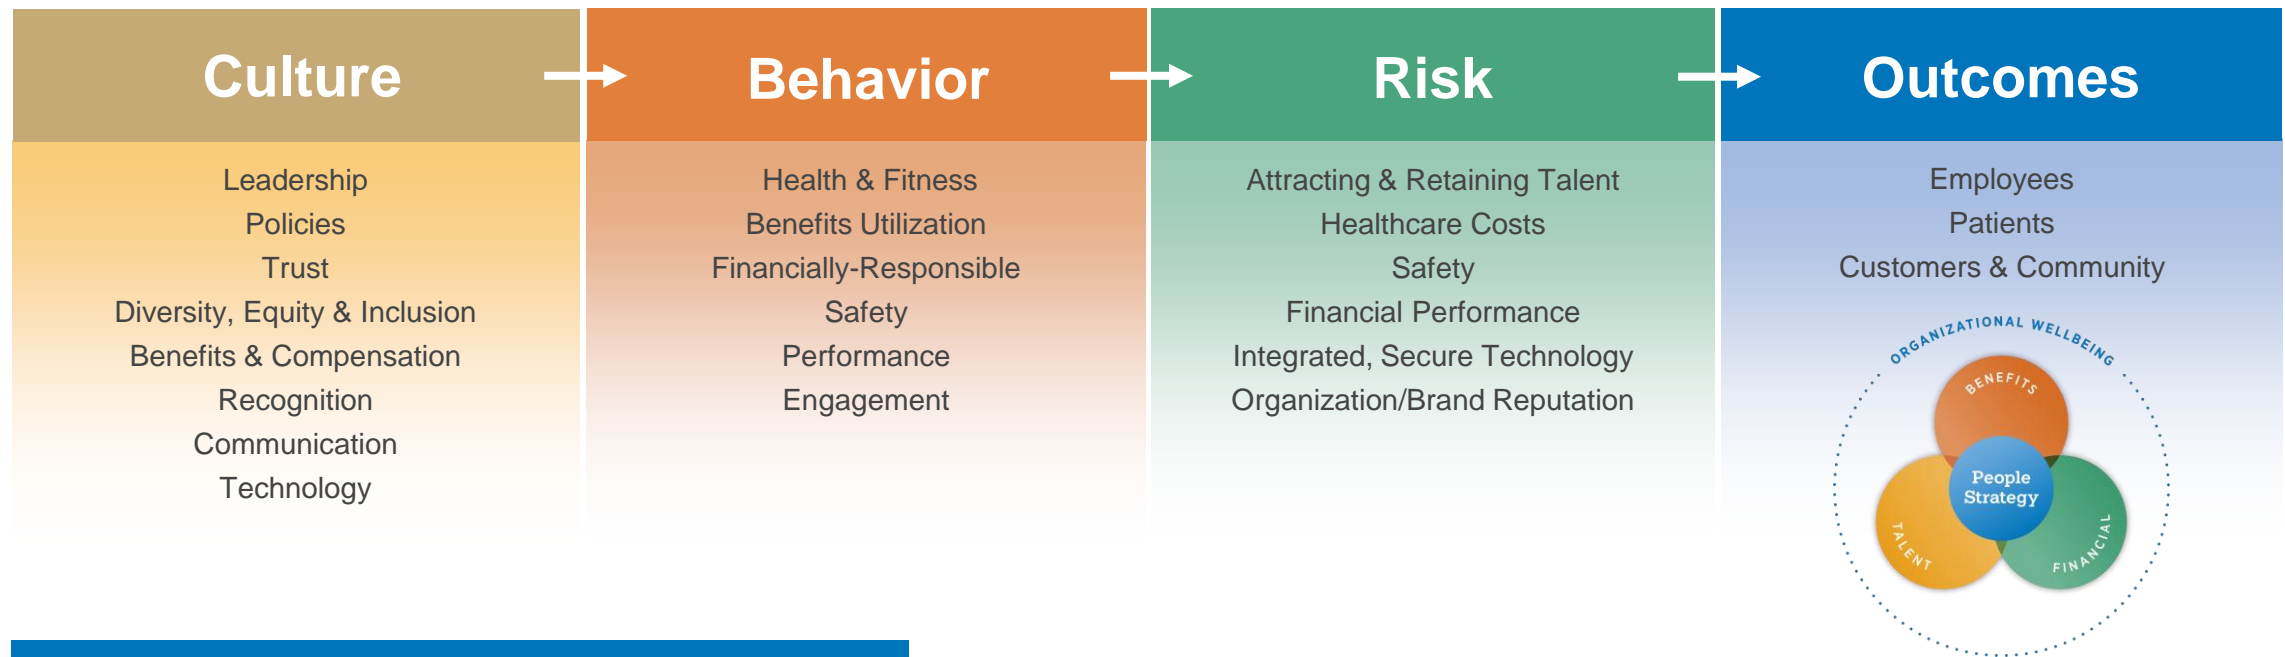 Culture
Leadership
Policies
Trust
Diversity, Equity & Inclusion
Benefits & Compensation
Recognition
Communication
Technology
Behavior
Health & Fitness
Benefits Utilization
Financially-Responsible
Safety
Performance
Engagement
Risk
Attracting & Retaining Talent
Healthcare Costs
Safety
Financial Performance
Integrated, Secure Technology
Organization/Brand Reputation
Outcomes
Employees
Patients
Customers & Community
ORGANIZATIONAL WELLBEING
BENEFITS
People
Strategy
TALENT
FINANCIAL